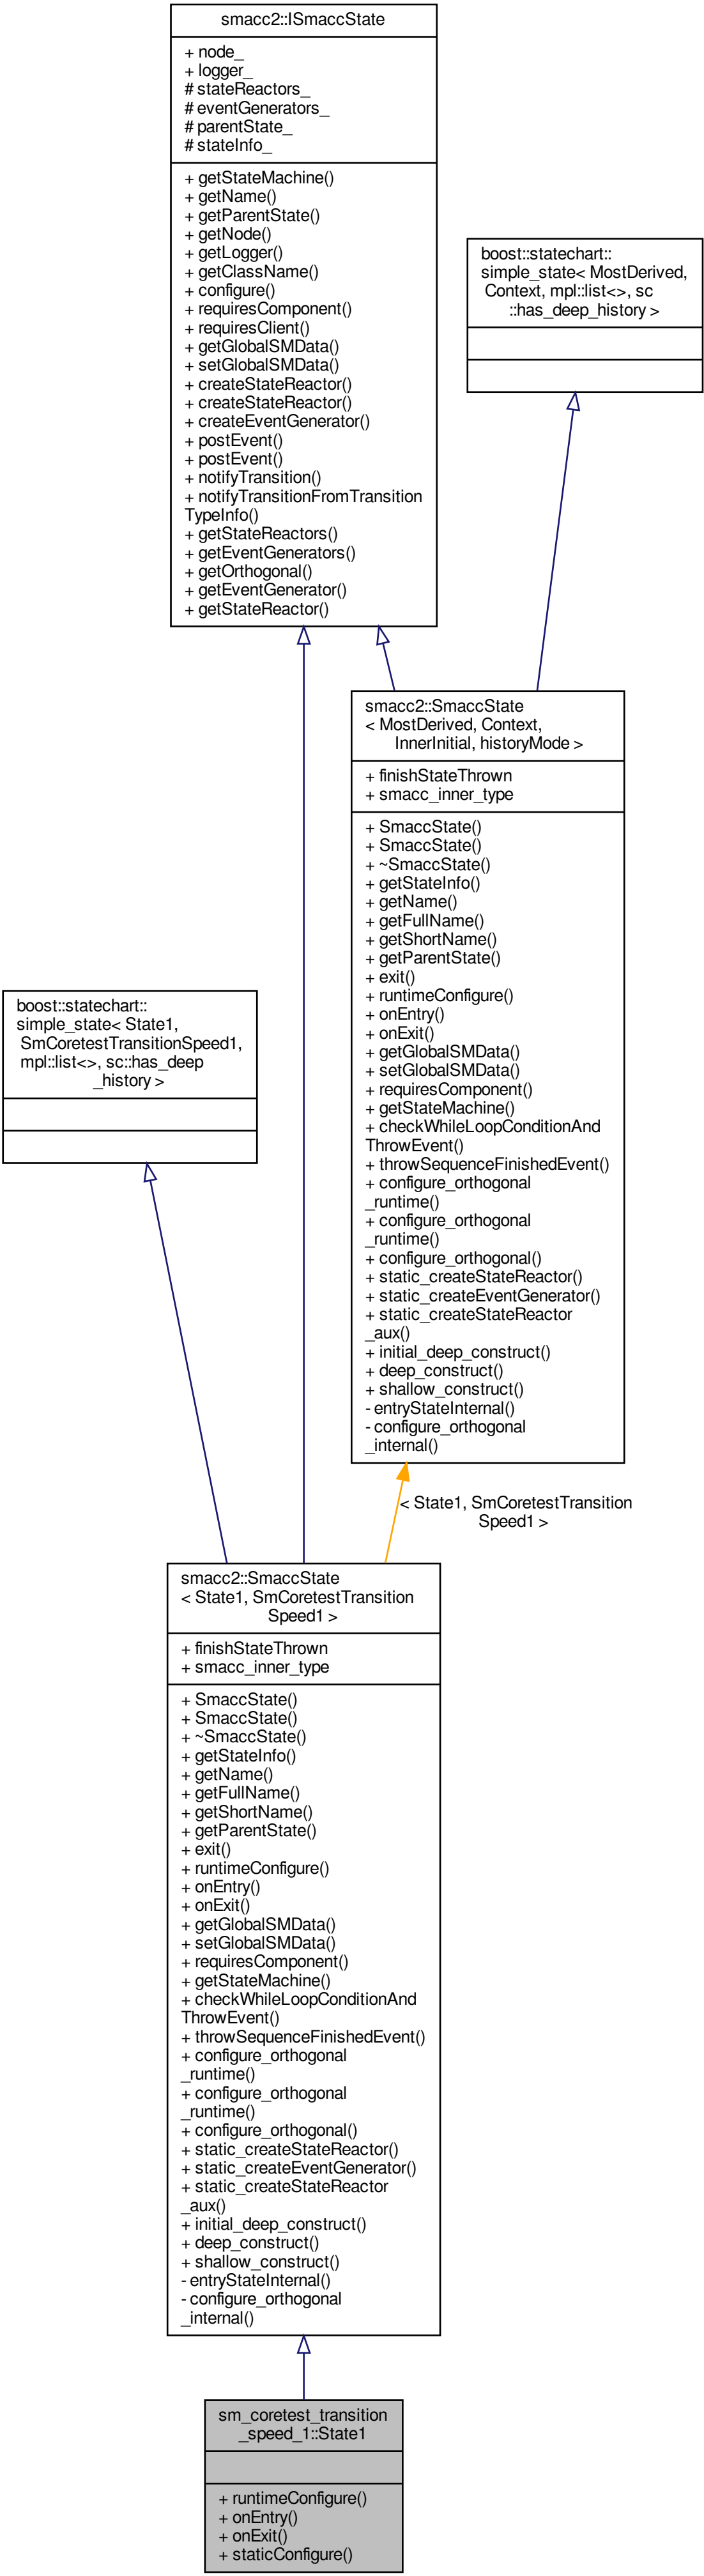 smacc2::ISmaccState
+ node_
+ logger_
# stateReactors_
# eventGenerators_
# parentState_
# stateInfo_
+ getStateMachine()
+ getName()
+ getParentState()
+ getNode()
+ getLogger()
+ getClassName()
+ configure()
+ requiresComponent()
+ requiresClient()
+ getGlobalSMData()
+ setGlobalSMData()
+ createStateReactor()
+ createStateReactor()
+ createEventGenerator()
+ postEvent()
+ postEvent()
+ notifyTransition()
+ notifyTransitionFromTransition
TypeInfo()
+ getStateReactors()
+ getEventGenerators()
+ getOrthogonal()
+ getEventGenerator()
+ getStateReactor()
boost::statechart::
simple_state< MostDerived,
Context, mpl::list<>, sc
::has_deep_history >
smacc2::SmaccState
< MostDerived, Context,
InnerInitial, historyMode >
+ finishStateThrown
+ smacc_inner_type
+ SmaccState()
+ SmaccState()
+ ~SmaccState()
+ getStateInfo()
+ getName()
+ getFullName()
+ getShortName()
+ getParentState()
+ exit()
+ runtimeConfigure()
+ onEntry()
+ onExit()
+ getGlobalSMData()
+ setGlobalSMData()
+ requiresComponent()
+ getStateMachine()
+ checkWhileLoopConditionAnd
ThrowEvent()
+ throwSequenceFinishedEvent()
+ configure_orthogonal
_runtime()
+ configure_orthogonal
_runtime()
+ configure_orthogonal()
+ static_createStateReactor()
+ static_createEventGenerator()
+ static_createStateReactor
_aux()
+ initial_deep_construct()
+ deep_construct()
+ shallow_construct()
- entryStateInternal()
- configure_orthogonal
_internal()
boost::statechart::
simple_state< State1,
SmCoretestTransitionSpeed1,
mpl::list<>, sc::has_deep
_history >
< State1, SmCoretestTransition
Speed1 >
smacc2::SmaccState
< State1, SmCoretestTransition
Speed1 >
+ finishStateThrown
+ smacc_inner_type
+ SmaccState()
+ SmaccState()
+ ~SmaccState()
+ getStateInfo()
+ getName()
+ getFullName()
+ getShortName()
+ getParentState()
+ exit()
+ runtimeConfigure()
+ onEntry()
+ onExit()
+ getGlobalSMData()
+ setGlobalSMData()
+ requiresComponent()
+ getStateMachine()
+ checkWhileLoopConditionAnd
ThrowEvent()
+ throwSequenceFinishedEvent()
+ configure_orthogonal
_runtime()
+ configure_orthogonal
_runtime()
+ configure_orthogonal()
+ static_createStateReactor()
+ static_createEventGenerator()
+ static_createStateReactor
_aux()
+ initial_deep_construct()
+ deep_construct()
+ shallow_construct()
- entryStateInternal()
- configure_orthogonal
_internal()
sm_coretest_transition
_speed_1::State1
+ runtimeConfigure()
+ onEntry()
+ onExit()
+ staticConfigure()